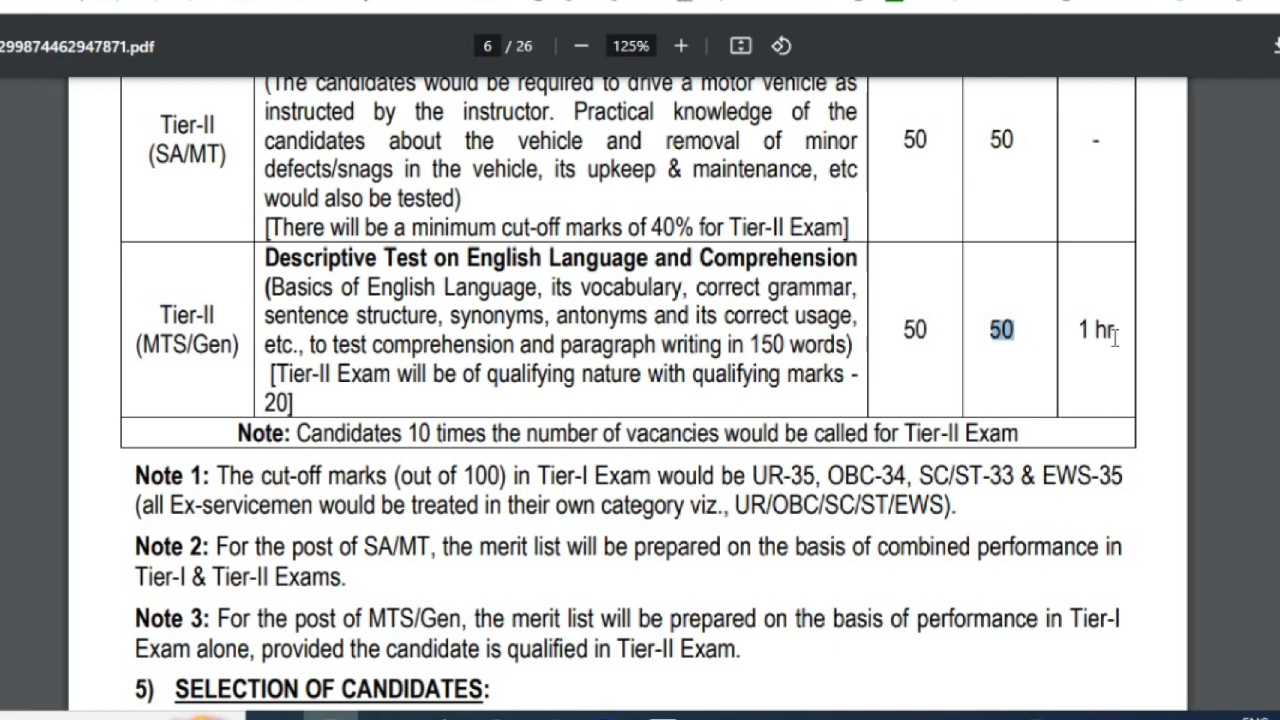 299874462947871.pdf
6 / 26
125%
(The candidates would be required to drive a motor vehicle as
instructed by the instructor. Practical knowledge of the
candidates about the vehicle and removal of minor
defects/snags in the vehicle, its upkeep & maintenance, etc
would also be tested)
[There will be a minimum cut-off marks of 40% for Tier-II Exam]
Tier-II
(SA/MT)
50
50
-
Descriptive Test on English Language and Comprehension
(Basics of English Language, its vocabulary, correct grammar,
sentence structure, synonyms, antonyms and its correct usage,
etc., to test comprehension and paragraph writing in 150 words)
[Tier-II Exam will be of qualifying nature with qualifying marks -
20]
Tier-II
(MTS/Gen)
50
50
1 hr
Note: Candidates 10 times the number of vacancies would be called for Tier-II Exam
Note 1: The cut-off marks (out of 100) in Tier-I Exam would be UR-35, OBC-34, SC/ST-33 & EWS-35
(all Ex-servicemen would be treated in their own category viz., UR/OBC/SC/ST/EWS).
Note 2: For the post of SA/MT, the merit list will be prepared on the basis of combined performance in
Tier-I & Tier-II Exams.
Note 3: For the post of MTS/Gen, the merit list will be prepared on the basis of performance in Tier-I
Exam alone, provided the candidate is qualified in Tier-II Exam.
5) SELECTION OF CANDIDATES: